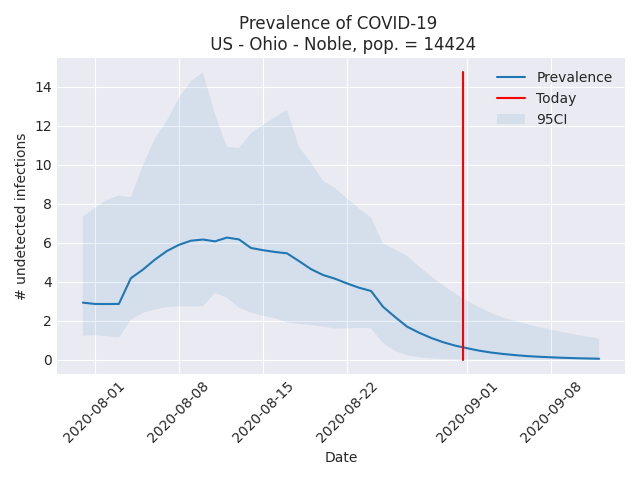 Prevalence of COVID-19
US - Ohio - Noble, pop. = 14424
Prevalence
Today
95CI
# undetected infections
14
12
10
8
6
4
2
0
2020-08-01
2020-08-08
2020-08-15
2020-08-22
2020-09-01
2020-09-08
Date